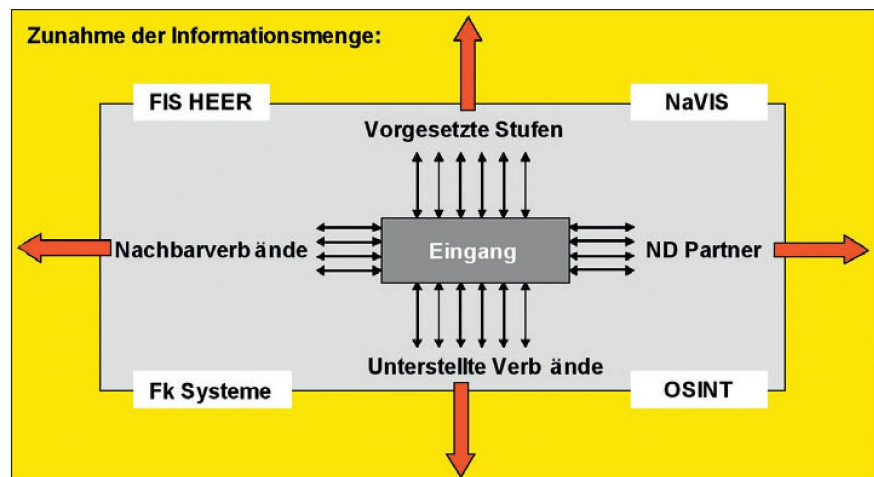 Zunahme der Informationsmenge:
FIS HEER
NaVIS
Vorgesetzte Stufen
Nachbarverb ände
Eingang
ND Partner
Unterstellte Verb ände
Fk Systeme
OSINT